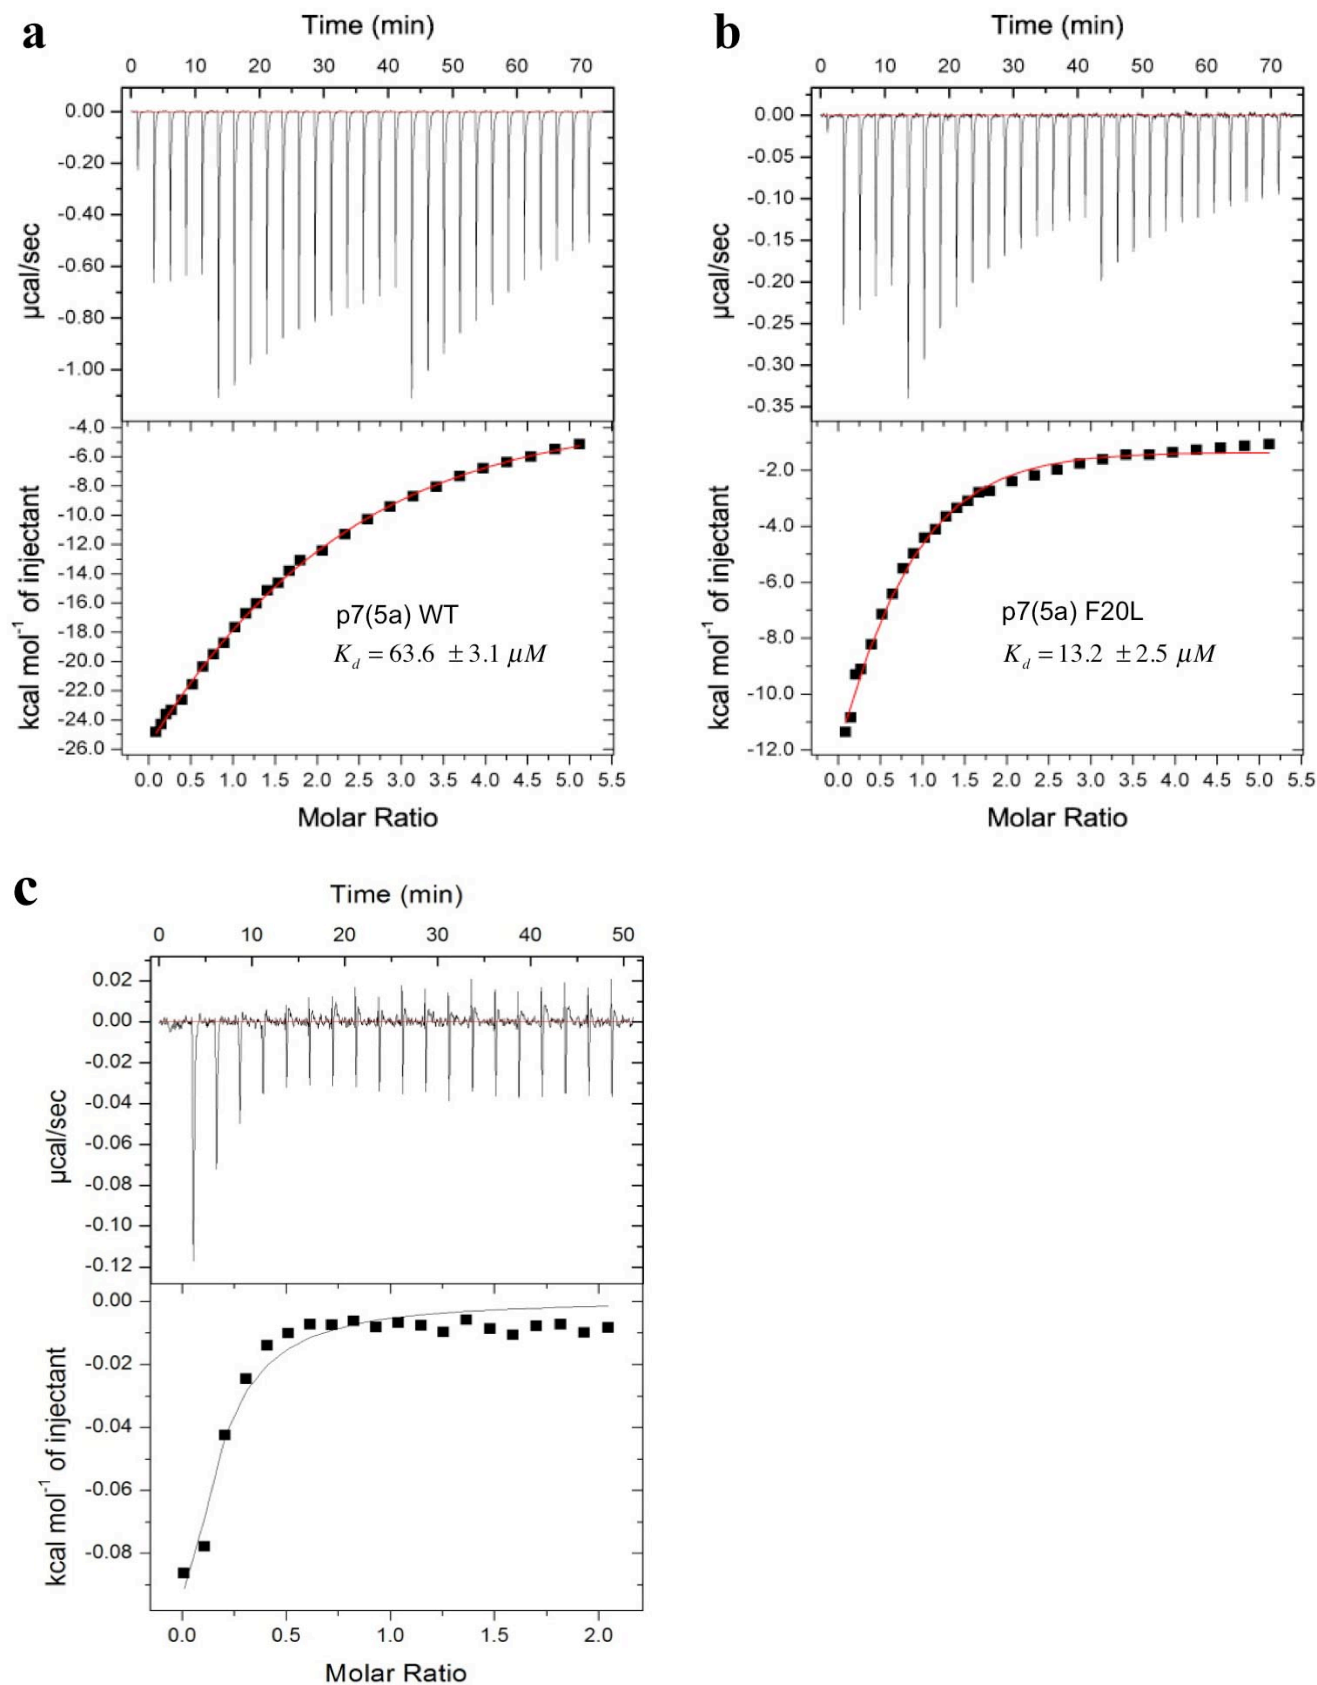 a
Time (min)
0 10 20 30 40 50 60 70
0.00
-0.20
-0.40
-0.60
-0.80
-1.00
µcal/sec
-4.0
-6.0
-8.0
-10.0
-12.0
-14.0
-16.0
-18.0
-20.0
-22.0
-24.0
-26.0
kcal mol⁻¹ of injectant
p7(5a) WT
K_d = 63.6 ± 3.1 µM
0.0 0.5 1.0 1.5 2.0 2.5 3.0 3.5 4.0 4.5 5.0 5.5
Molar Ratio
b
Time (min)
0 10 20 30 40 50 60 70
0.00
-0.05
-0.10
-0.15
-0.20
-0.25
-0.30
-0.35
µcal/sec
-2.0
-4.0
-6.0
-8.0
-10.0
-12.0
kcal mol⁻¹ of injectant
p7(5a) F20L
K_d = 13.2 ± 2.5 µM
0.0 0.5 1.0 1.5 2.0 2.5 3.0 3.5 4.0 4.5 5.0 5.5
Molar Ratio
c
Time (min)
0 10 20 30 40 50
0.02
0.00
-0.02
-0.04
-0.06
-0.08
-0.10
-0.12
µcal/sec
0.00
-0.02
-0.04
-0.06
-0.08
kcal mol⁻¹ of injectant
0.0 0.5 1.0 1.5 2.0
Molar Ratio